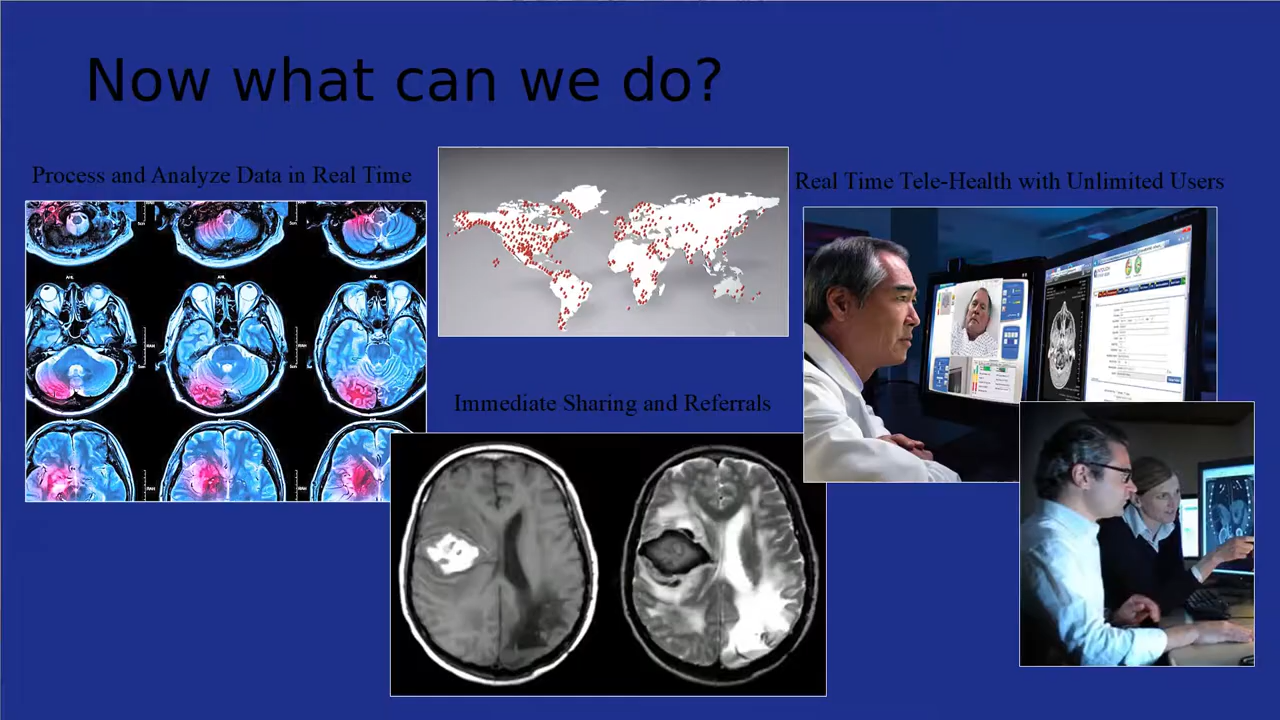 Now what can we do?
Process and Analyze Data in Real Time
Real Time Tele-Health with Unlimited Users
Immediate Sharing and Referrals